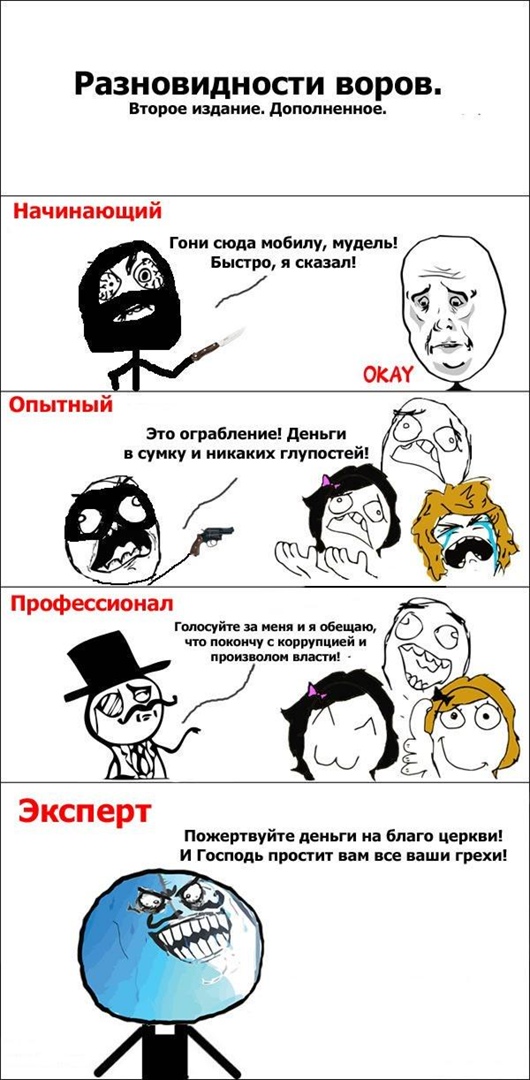 Разновидности воров.
Второе издание. Дополненное.
Начинающий
Гони сюда мобилу, мудель!
Быстро, я сказал!
OKAY
Опытный
Это ограбление! Деньги
в сумку и никаких глупостей!
Профессионал
Голосуйте за меня и я обещаю,
что покончу с коррупцией и
произволом власти!
Эксперт
Пожертвуйте деньги на благо церкви!
И Господь простит вам все ваши грехи!